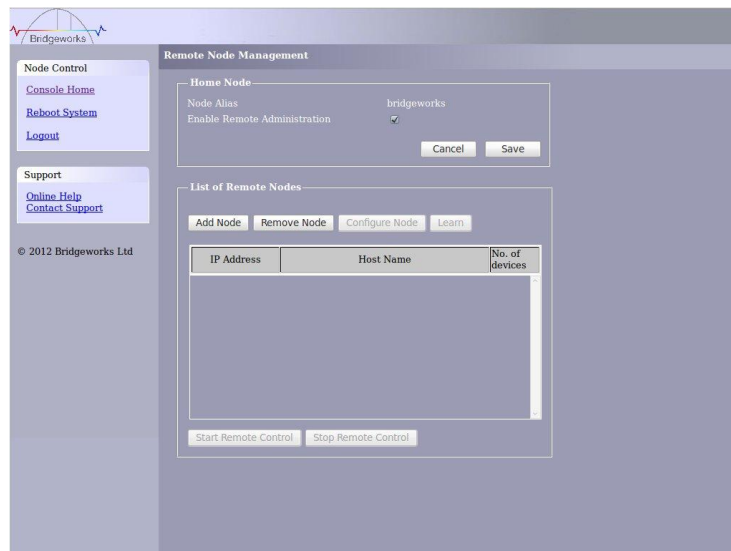 Bridgeworks
Node Control
Console Home
Reboot System
Logout
Support
Online Help
Contact Support
© 2012 Bridgeworks Ltd
Remote Node Management
Home Node
Node Alias bridgeworks
Enable Remote Administration
Cancel Save
List of Remote Nodes
Add Node Remove Node Configure Node Learn
IP Address Host Name No. of devices
Start Remote Control Stop Remote Control